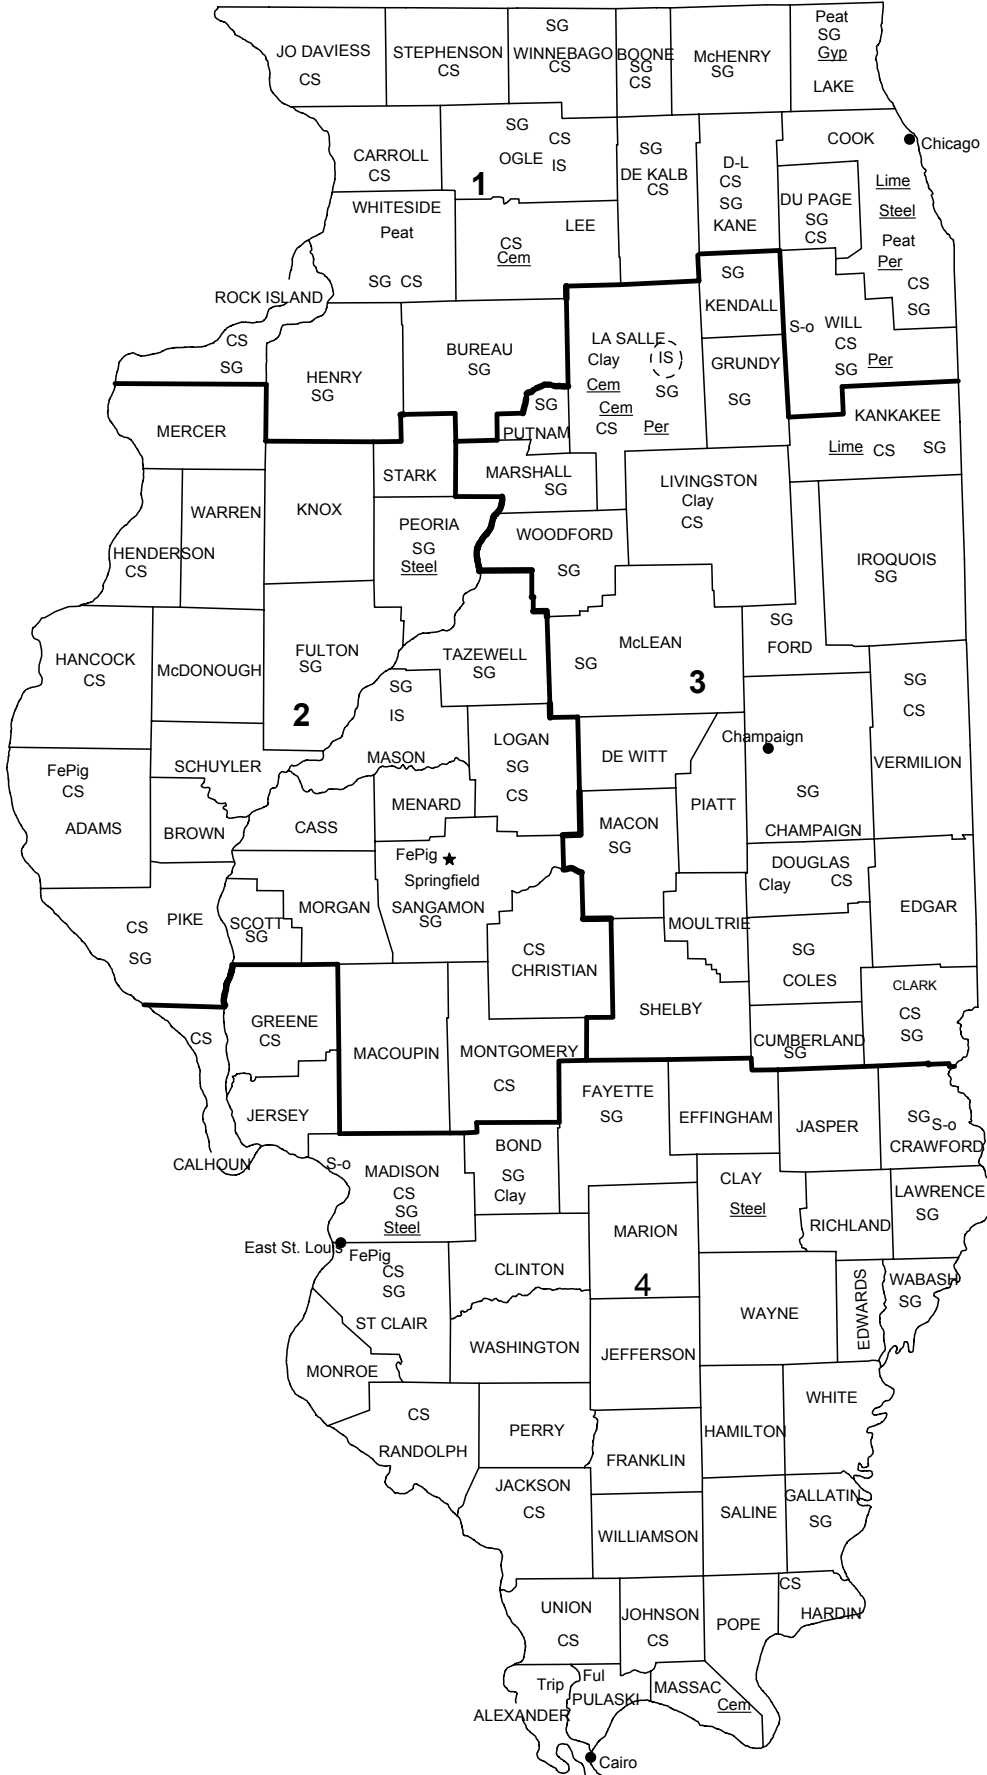 JO DAVIESS
CS
STEPHENSON
CS
SG
WINNEBAGO
CS
BOONE
SG
CS
McHENRY
SG
Peat
SG
Gyp
LAKE
CARROLL
CS
SG
CS
OGLE IS
1
SG
DE KALB
CS
D-L
CS
SG
KANE
COOK
Chicago
Lime
Steel
Peat
Per
CS
SG
DU PAGE
SG
CS
WHITESIDE
Peat
SG CS
LEE
CS
Cem
ROCK ISLAND
CS
SG
HENRY
SG
BUREAU
SG
SG
PUTNAM
LA SALLE
Clay
IS
Cem
SG
Cem
CS
Per
SG
KENDALL
GRUNDY
SG
S-o
WILL
CS
SG
Per
KANKAKEE
Lime CS SG
MERCER
STARK
KNOX
WARREN
HENDERSON
CS
PEORIA
SG
Steel
MARSHALL
SG
WOODFORD
SG
LIVINGSTON
Clay
CS
IROQUOIS
SG
HANCOCK
CS
McDONOUGH
FULTON
SG
2
TAZEWELL
SG
McLEAN
SG
3
SG
FORD
SG
IS
MASON
LOGAN
SG
CS
DE WITT
Champaign
SG
CHAMPAIGN
SG
CS
VERMILION
FePig
CS
ADAMS
SCHUYLER
BROWN
CASS
MENARD
MACON
SG
PIATT
FePig
Springfield
SANGAMON
SG
DOUGLAS
Clay CS
EDGAR
CS
SG
PIKE
SCOTT
SG
MORGAN
CS
CHRISTIAN
MOULTRIE
SG
COLES
CLARK
CS
SG
SHELBY
CUMBERLAND
SG
CS
CALHOUN
GREENE
CS
JERSEY
MACOUPIN
MONTGOMERY
CS
FAYETTE
SG
EFFINGHAM
JASPER
SG S-o
CRAWFORD
S-o
MADISON
CS
SG
Steel
BOND
SG
Clay
CLAY
Steel
RICHLAND
LAWRENCE
SG
MARION
4
East St. Louis
FePig
CS
SG
ST CLAIR
CLINTON
WAYNE
EDWARDS
WABASH
SG
WASHINGTON
JEFFERSON
MONROE
CS
RANDOLPH
PERRY
FRANKLIN
HAMILTON
WHITE
JACKSON
CS
WILLIAMSON
SALINE
GALLATIN
SG
UNION
CS
JOHNSON
CS
POPE
CS
HARDIN
Trip
ALEXANDER
Ful
PULASKI
MASSAC
Cem
Cairo